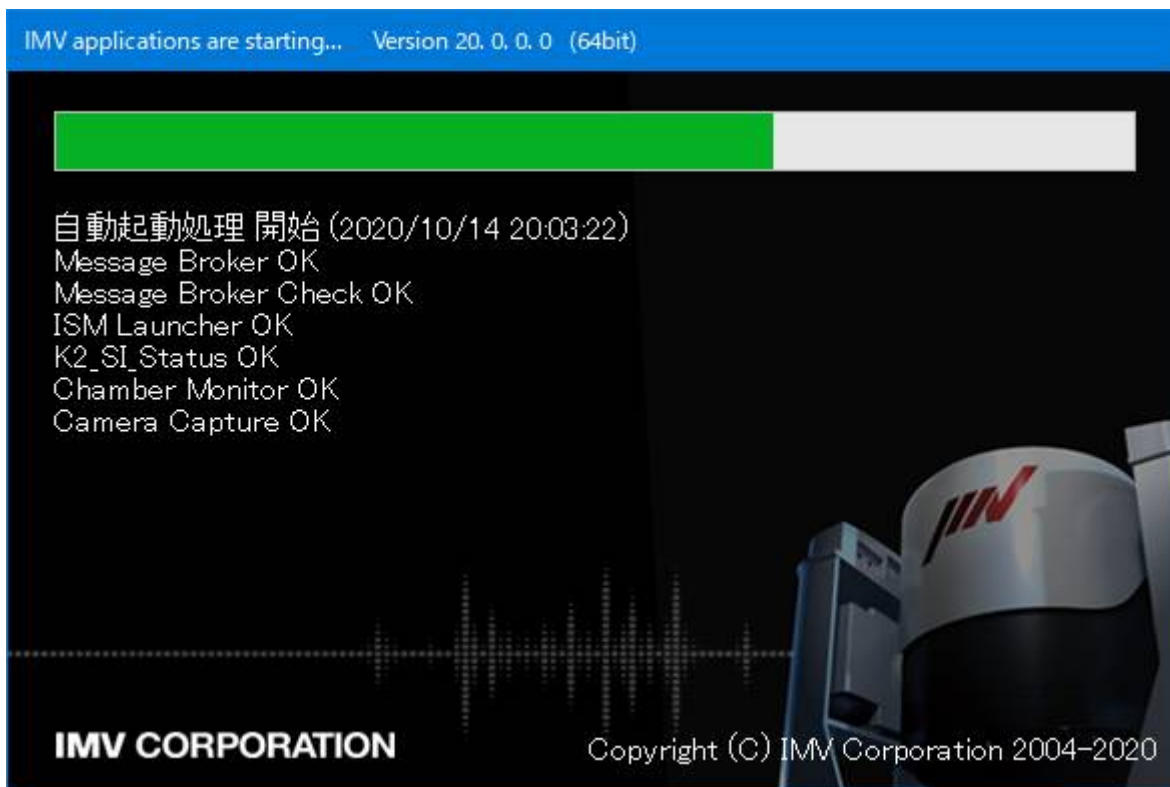 IMV applications are starting... Version 20. 0. 0. 0 (64bit)
自動起動処理 開始 (2020/10/14 20:03:22)
Message Broker OK
Message Broker Check OK
ISM Launcher OK
K2_SI_Status OK
Chamber Monitor OK
Camera Capture OK
IMV
IMV CORPORATION
Copyright (C) IMV Corporation 2004-2020